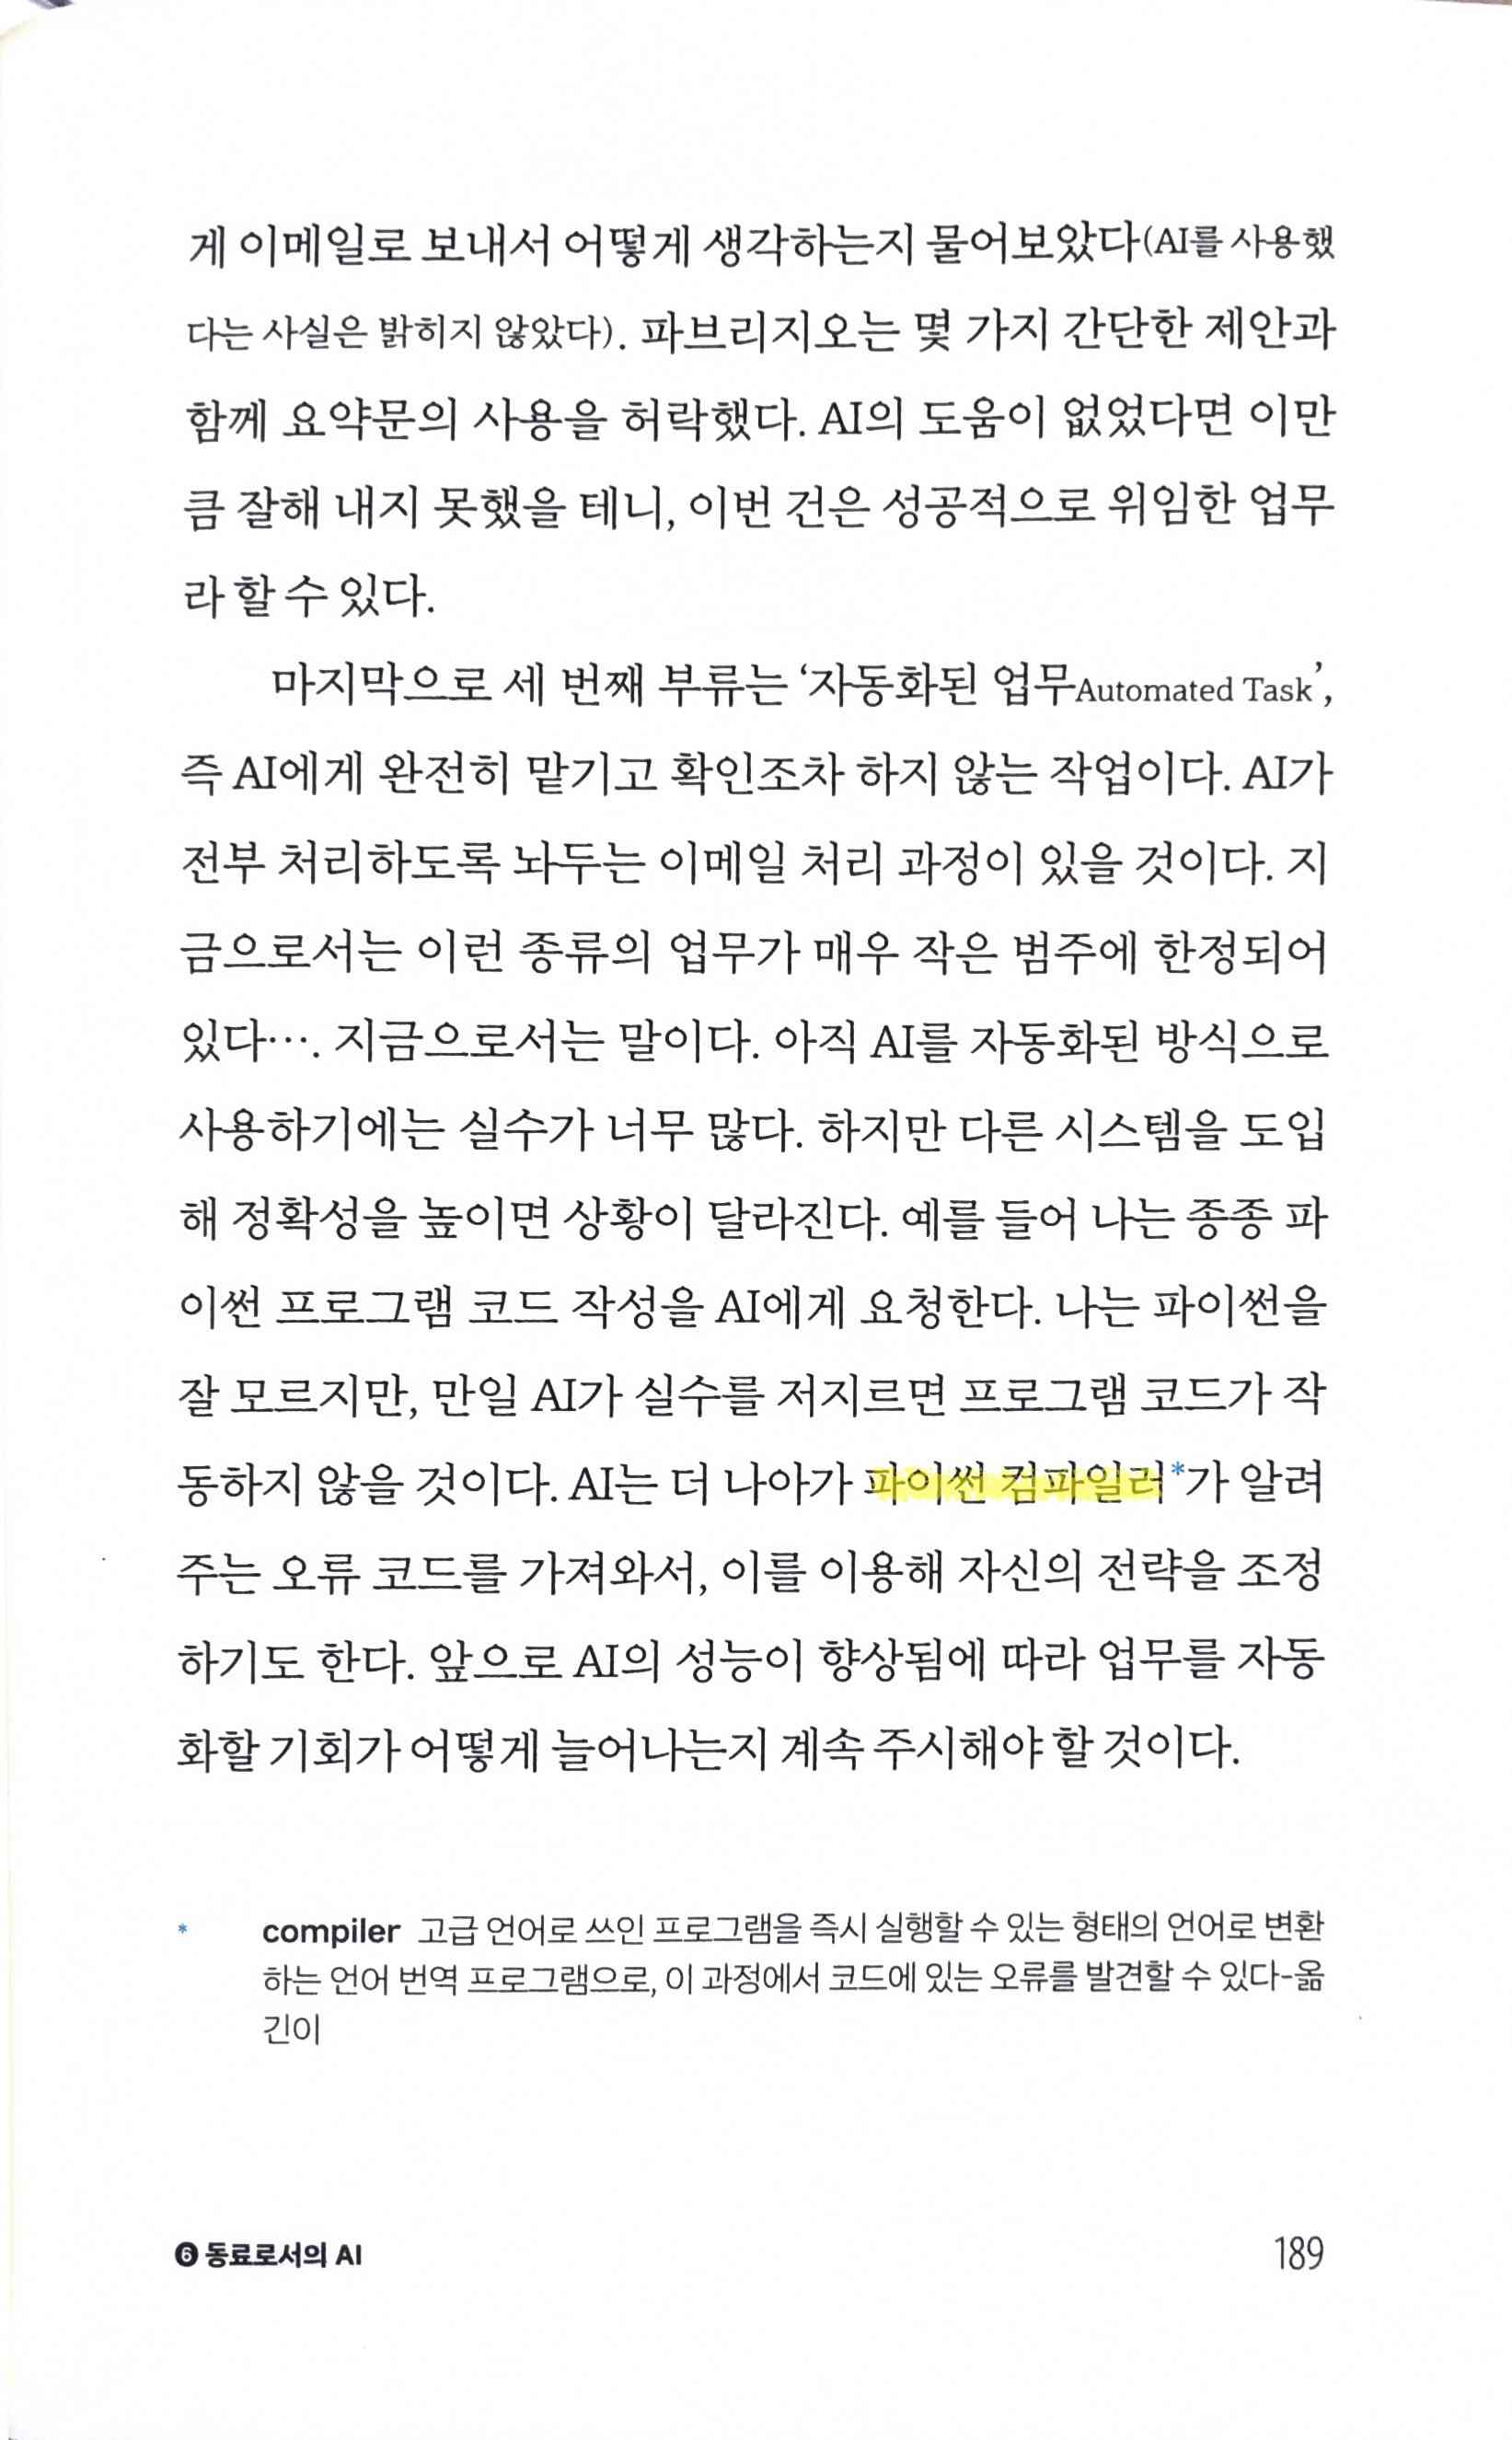 게 이메일로 보내서 어떻게 생각하는지 물어보았다(AI를 사용했
다는 사실은 밝히지 않았다). 파브리지오는 몇 가지 간단한 제안과
함께 요약문의 사용을 허락했다. AI의 도움이 없었다면 이만
큼 잘해 내지 못했을 테니, 이번 건은 성공적으로 위임한 업무
라 할 수 있다.
마지막으로 세 번째 부류는 ‘자동화된 업무Automated Task’,
즉 AI에게 완전히 맡기고 확인조차 하지 않는 작업이다. AI가
전부 처리하도록 놔두는 이메일 처리 과정이 있을 것이다. 지
금으로서는 이런 종류의 업무가 매우 작은 범주에 한정되어
있다…. 지금으로서는 말이다. 아직 AI를 자동화된 방식으로
사용하기에는 실수가 너무 많다. 하지만 다른 시스템을 도입
해 정확성을 높이면 상황이 달라진다. 예를 들어 나는 종종 파
이썬 프로그램 코드 작성을 AI에게 요청한다. 나는 파이썬을
잘 모르지만, 만일 AI가 실수를 저지르면 프로그램 코드가 작
동하지 않을 것이다. AI는 더 나아가 파이썬 컴파일러*가 알려
주는 오류 코드를 가져와서, 이를 이용해 자신의 전략을 조정
하기도 한다. 앞으로 AI의 성능이 향상됨에 따라 업무를 자동
화할 기회가 어떻게 늘어나는지 계속 주시해야 할 것이다.
* compiler 고급 언어로 쓰인 프로그램을 즉시 실행할 수 있는 형태의 언어로 변환
하는 언어 번역 프로그램으로, 이 과정에서 코드에 있는 오류를 발견할 수 있다-옮
긴이
❻ 동료로서의 AI 189